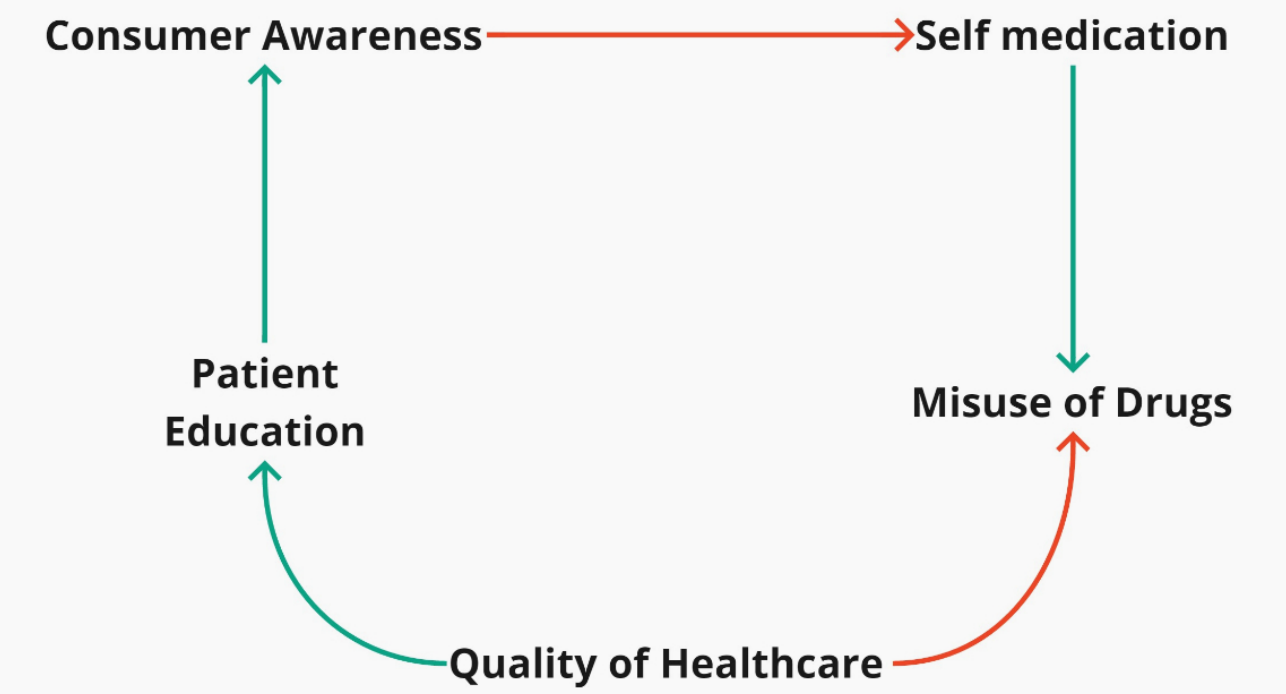 Consumer Awareness
Self medication
Patient
Education
Misuse of Drugs
Quality of Healthcare